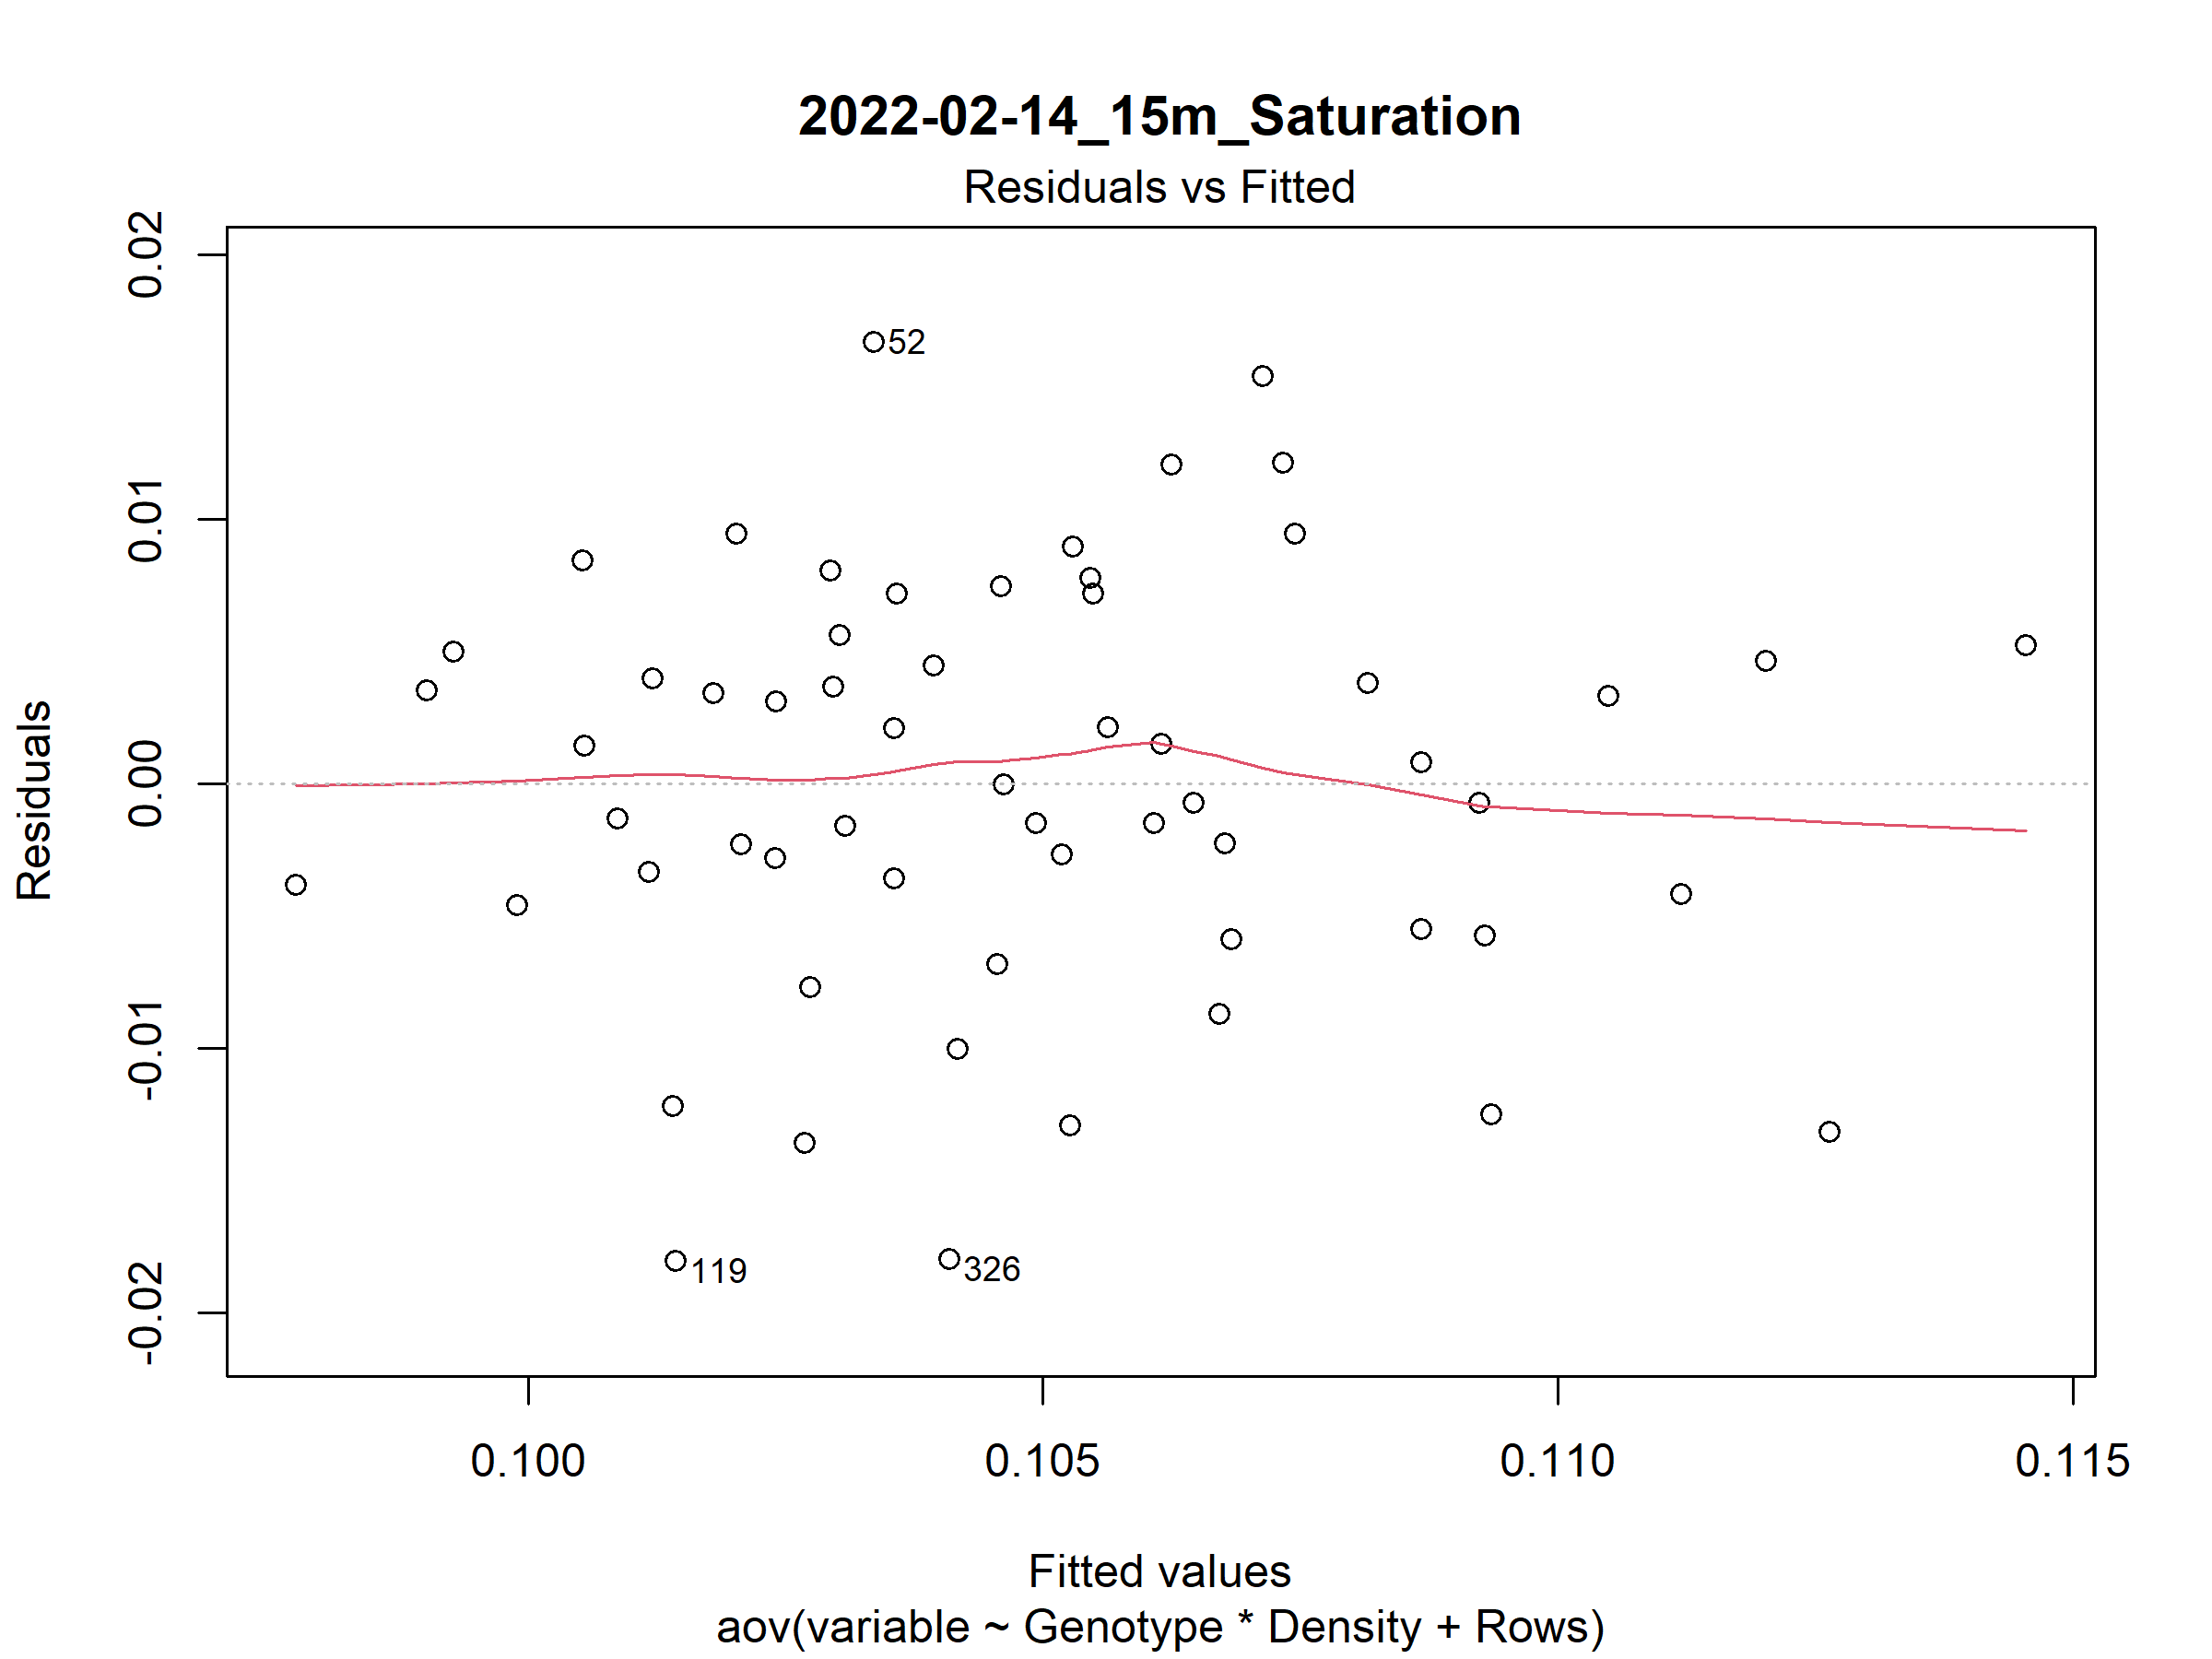 2022-02-14_15m_Saturation
Residuals vs Fitted
Residuals
0.02
0.01
0.00
-0.01
-0.02
52
119
326
0.100 0.105 0.110 0.115
Fitted values
aov(variable ~ Genotype * Density + Rows)